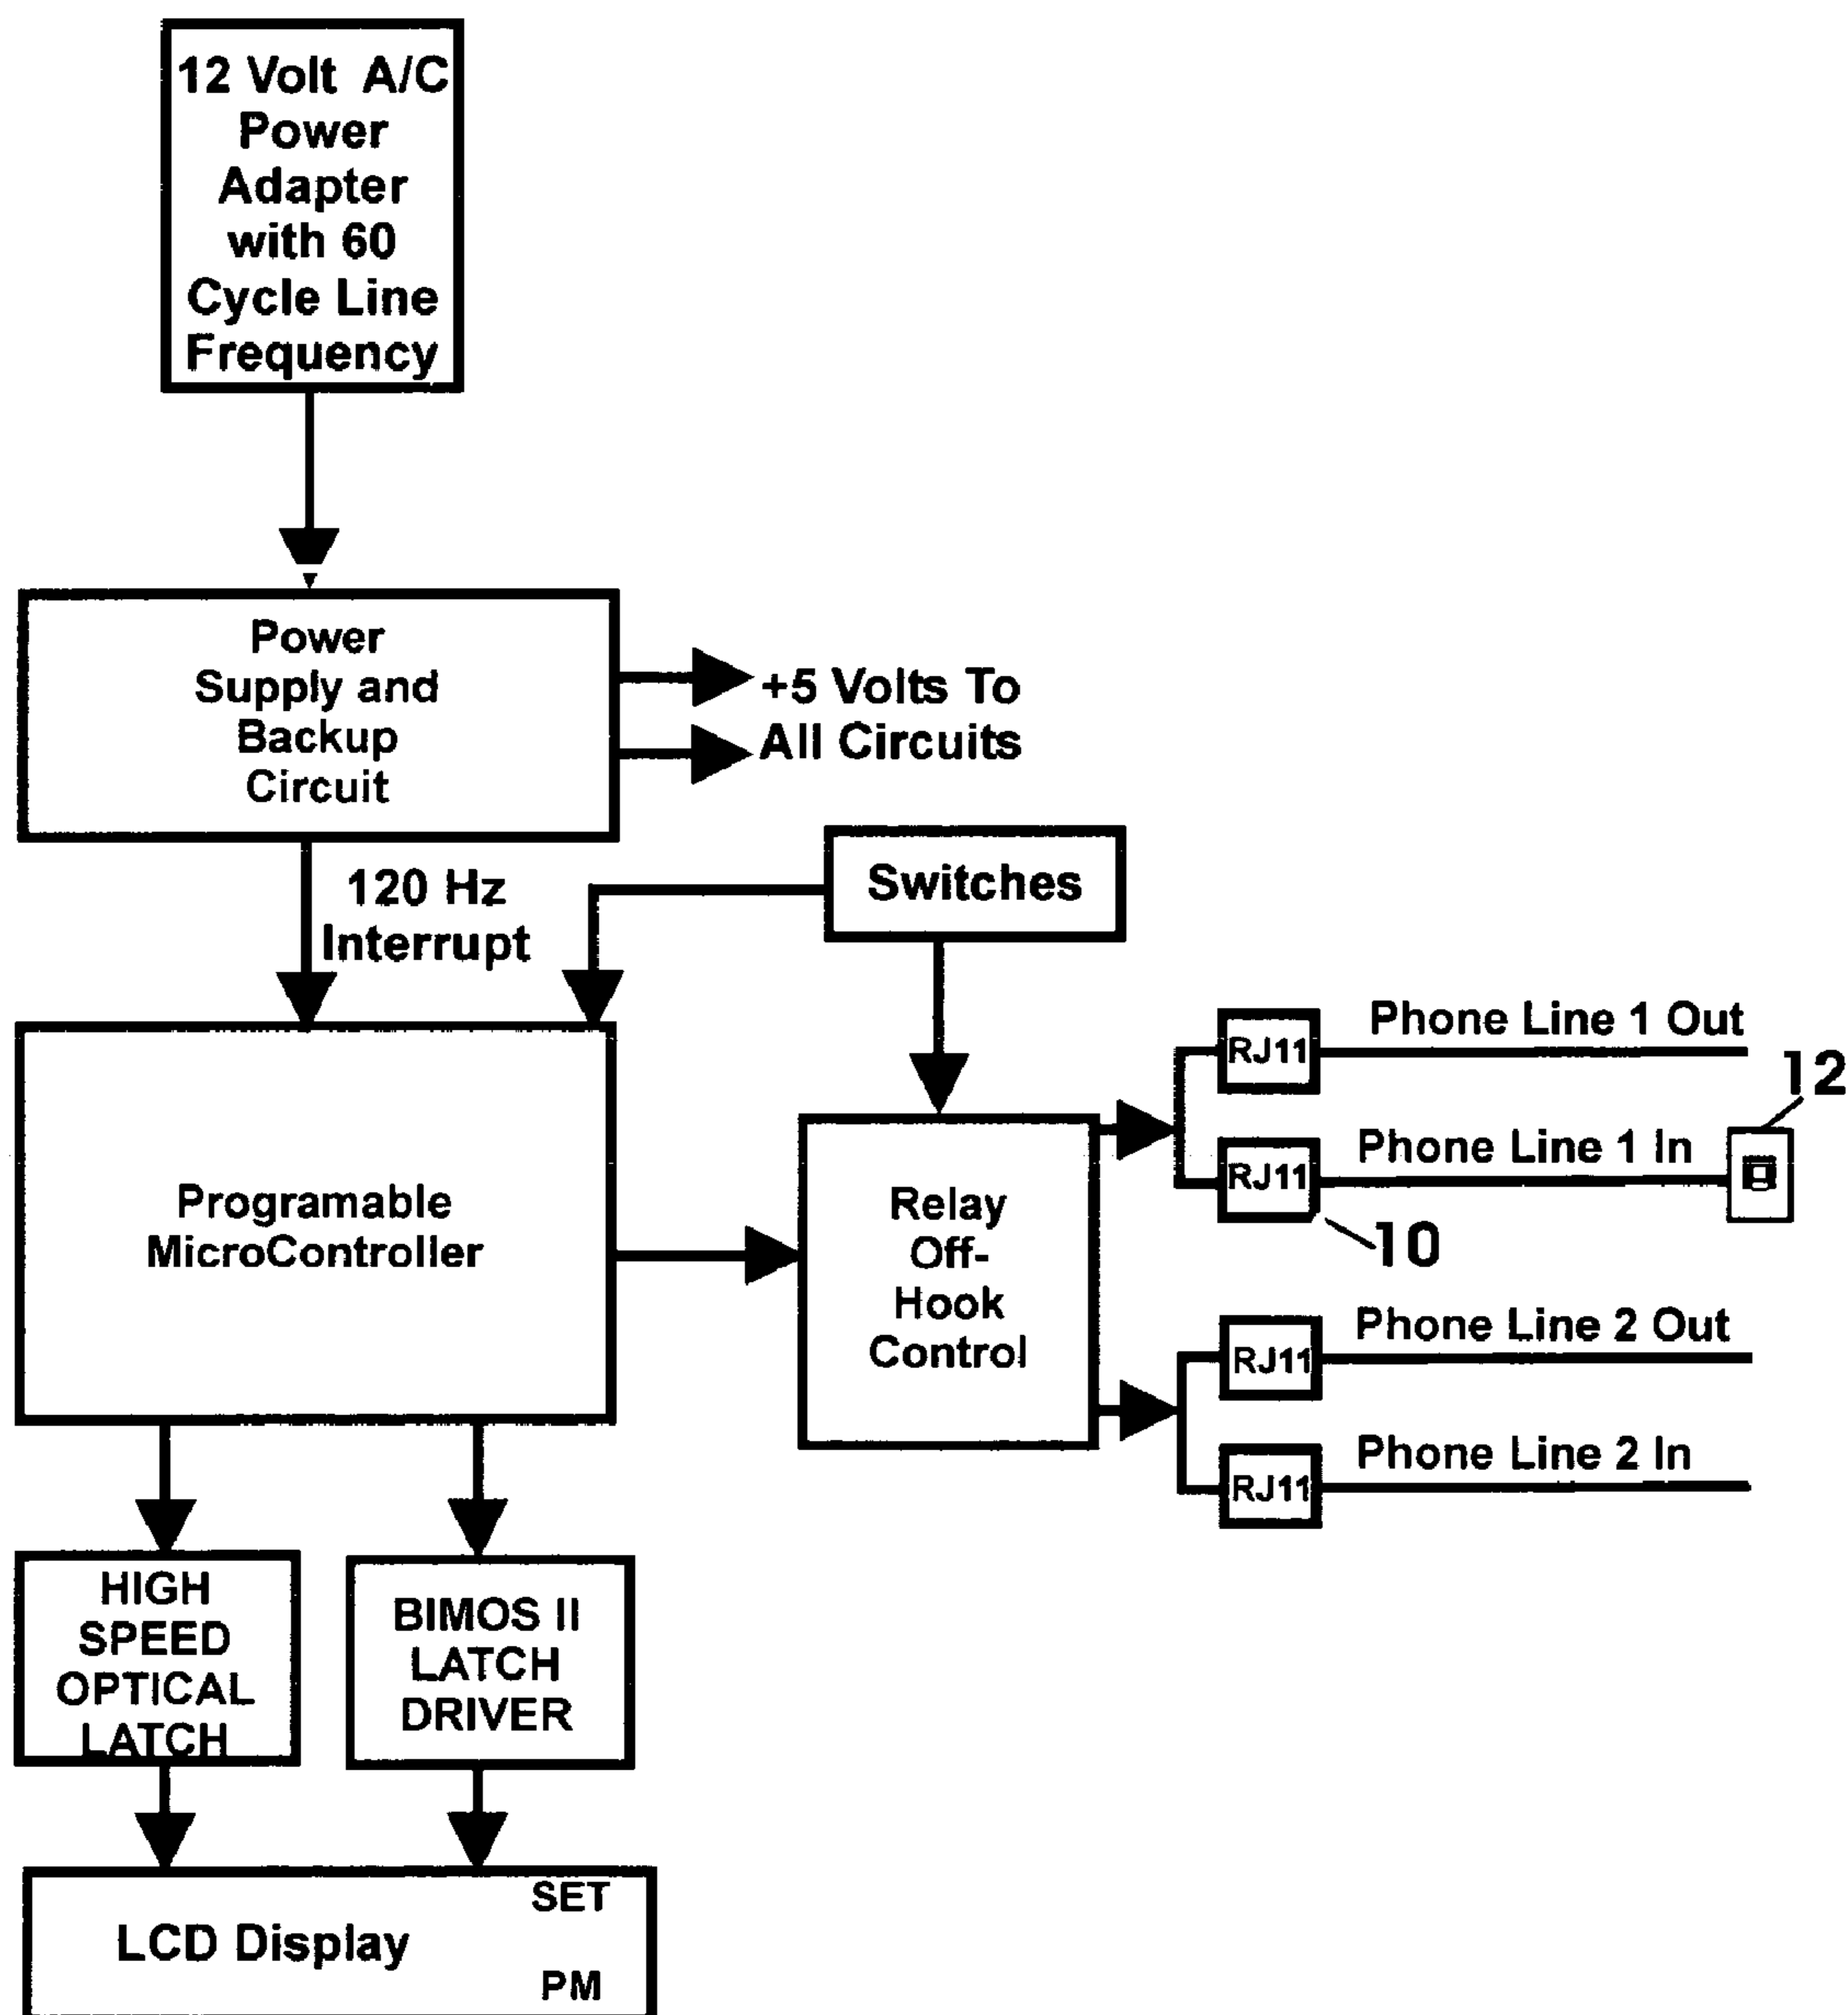 12 Volt A/C
Power
Adapter
with 60
Cycle Line
Frequency
Power
Supply and
Backup
Circuit
+5 Volts To
All Circuits
120 Hz
Interrupt
Switches
Programable
MicroController
Relay
Off-
Hook
Control
RJ11
Phone Line 1 Out
12
RJ11
Phone Line 1 In
10
RJ11
Phone Line 2 Out
RJ11
Phone Line 2 In
HIGH
SPEED
OPTICAL
LATCH
BIMOS II
LATCH
DRIVER
SET
LCD Display
PM